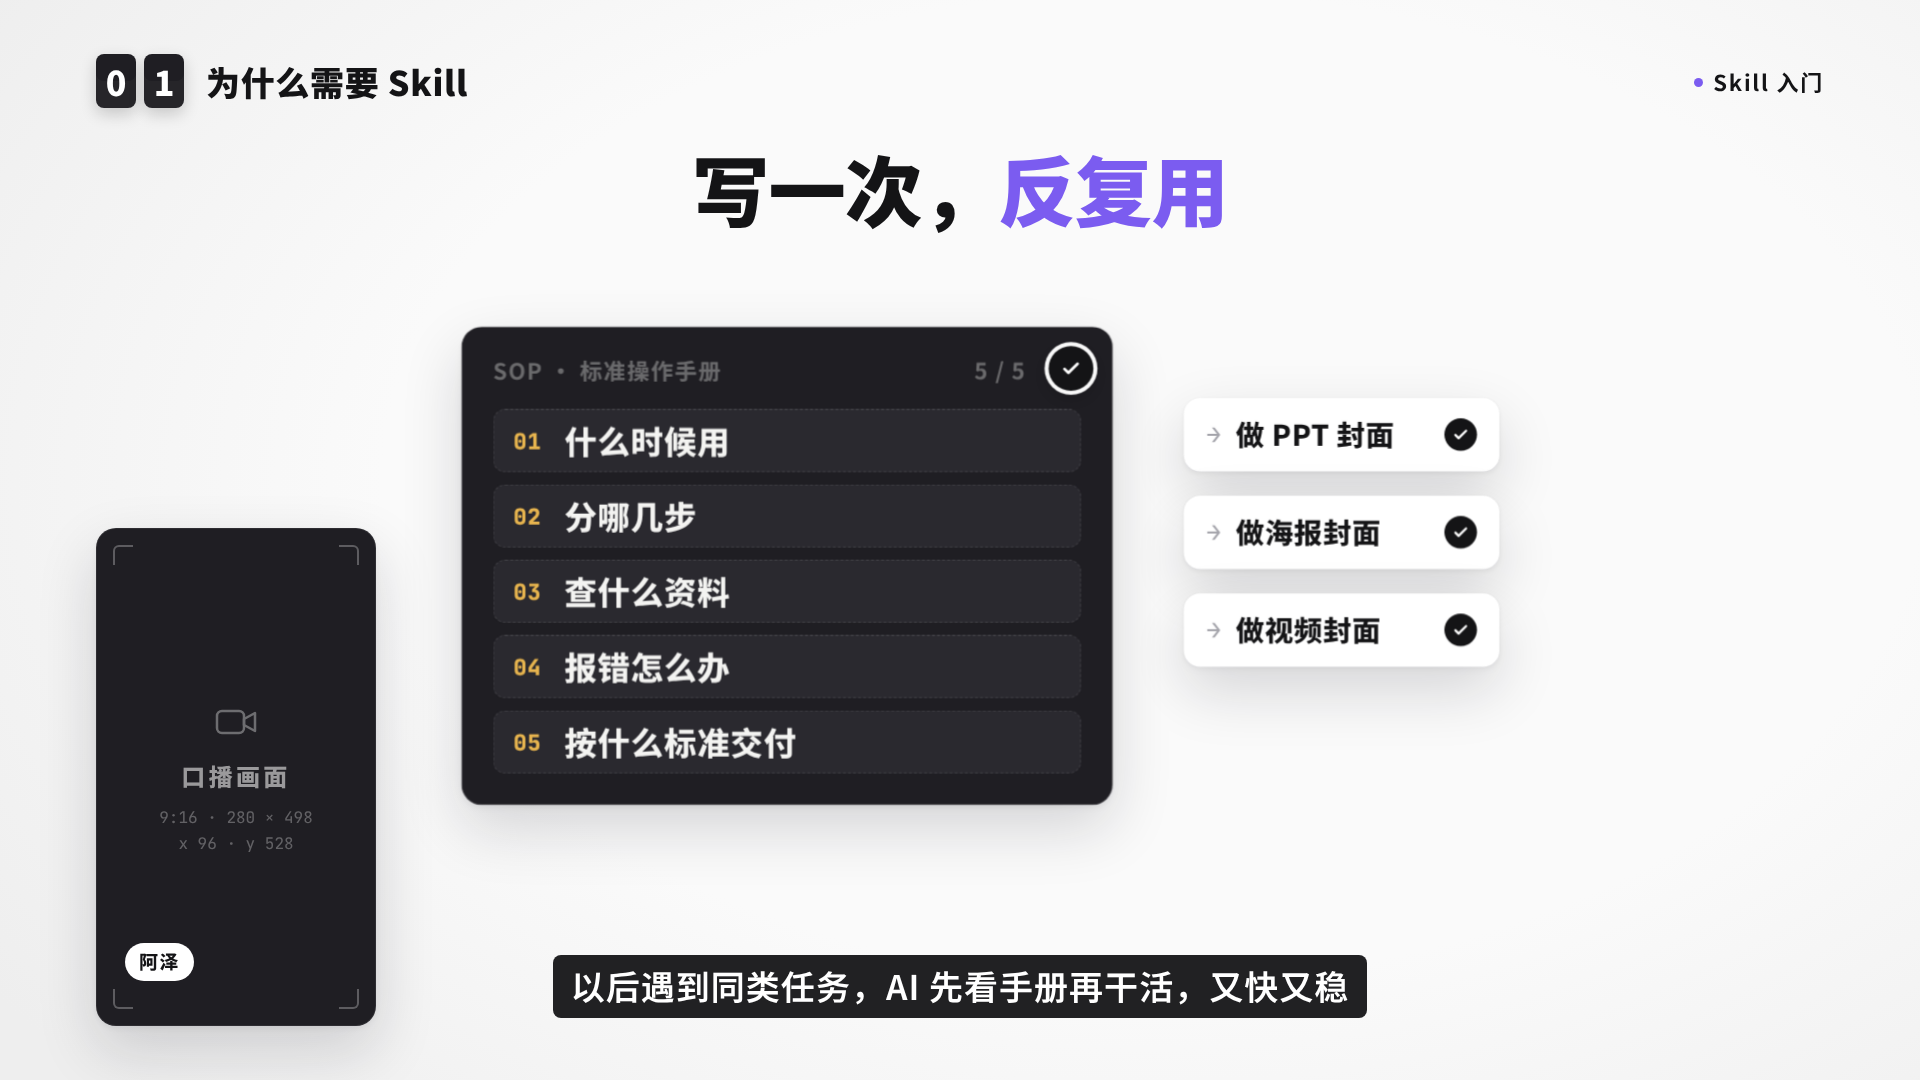 01 为什么需要 Skill
Skill 入门
写一次，反复用
SOP · 标准操作手册 5 / 5
01 什么时候用
02 分哪几步
03 查什么资料
04 报错怎么办
05 按什么标准交付
→ 做 PPT 封面
→ 做海报封面
→ 做视频封面
口播画面
9:16 · 280 × 498
x 96 · y 528
阿泽
以后遇到同类任务，AI 先看手册再干活，又快又稳